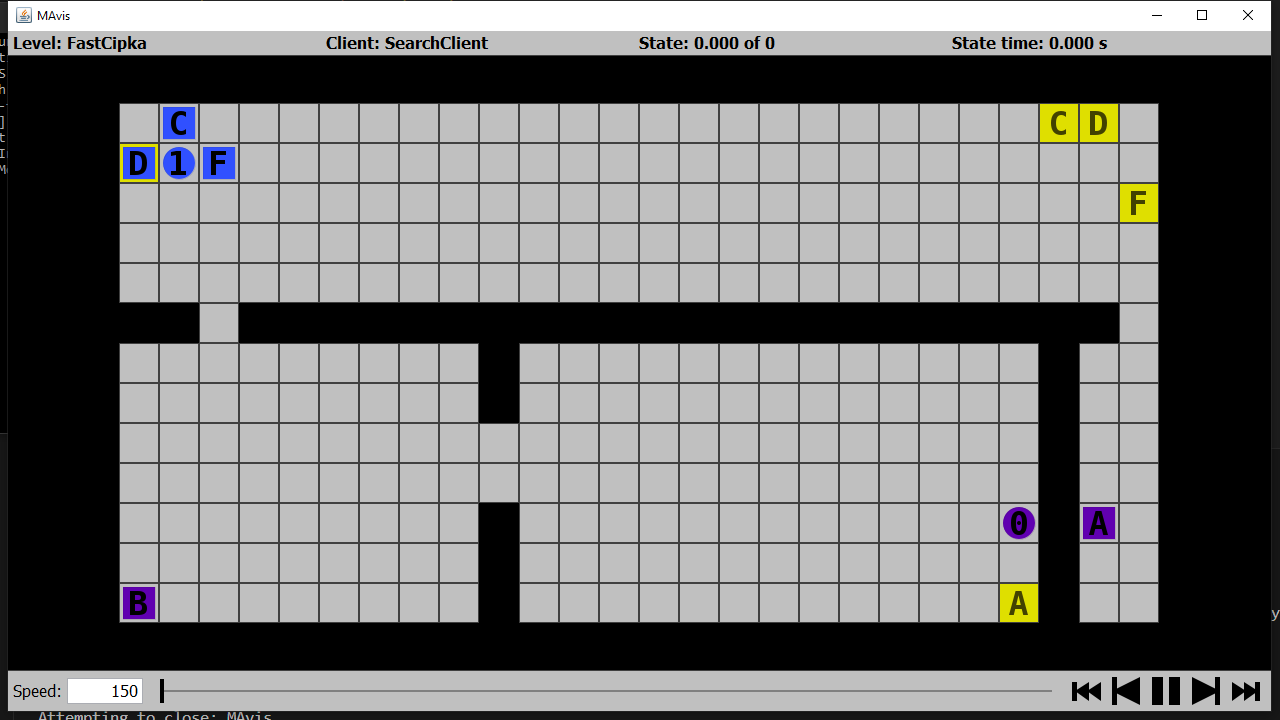 MAvis
Level: FastCipka Client: SearchClient State: 0.000 of 0 State time: 0.000 s
C C D
D 1 F
F
0 A
B A
Speed: 150
Attempting to close: MAvis